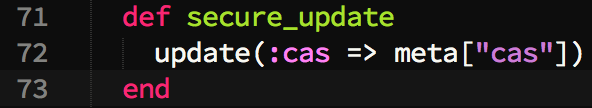 71 def secure_update
72 update(:cas => meta["cas"])
73 end